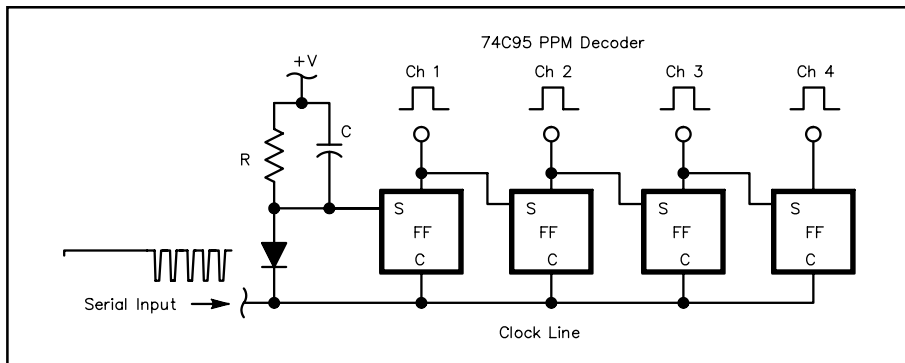 74C95 PPM Decoder
+V
Ch 1
Ch 2
Ch 3
Ch 4
R
C
S
FF
C
S
FF
C
S
FF
C
S
FF
C
Serial Input
Clock Line